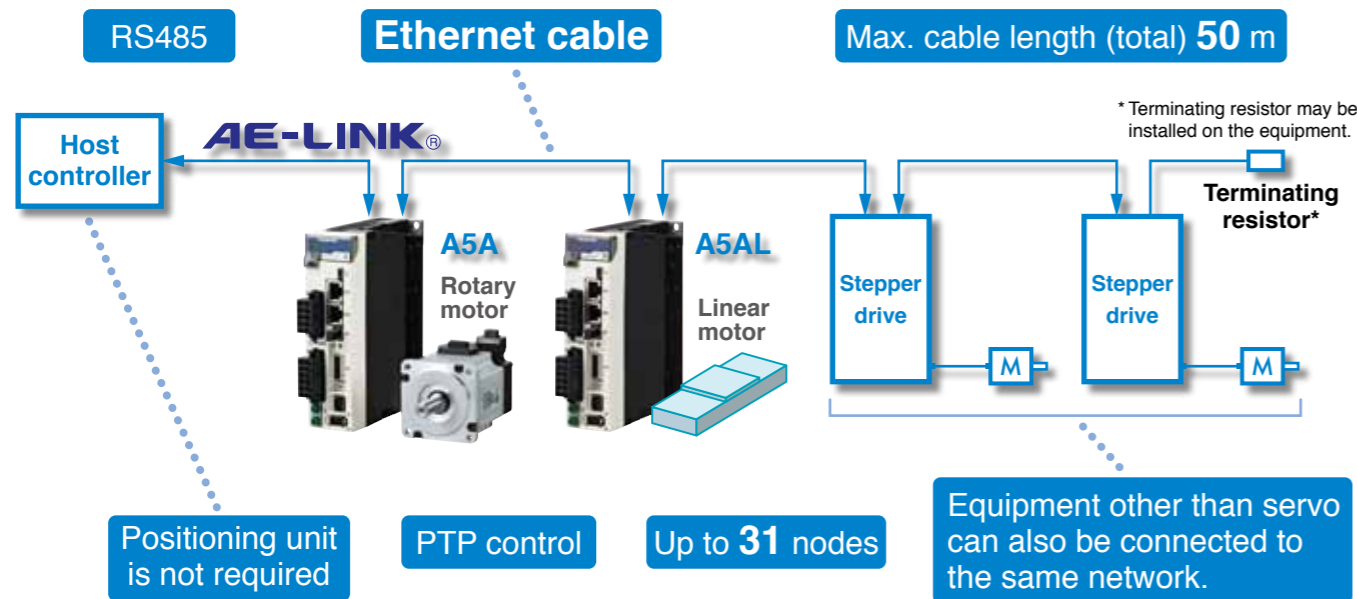 RS485
Ethernet cable
Max. cable length (total) 50 m
* Terminating resistor may be
installed on the equipment.
Host
controller
AE-LINK®
Terminating
resistor*
A5A
Rotary
motor
A5AL
Linear
motor
Stepper
drive
M
Stepper
drive
M
Positioning unit
is not required
PTP control
Up to 31 nodes
Equipment other than servo
can also be connected to
the same network.